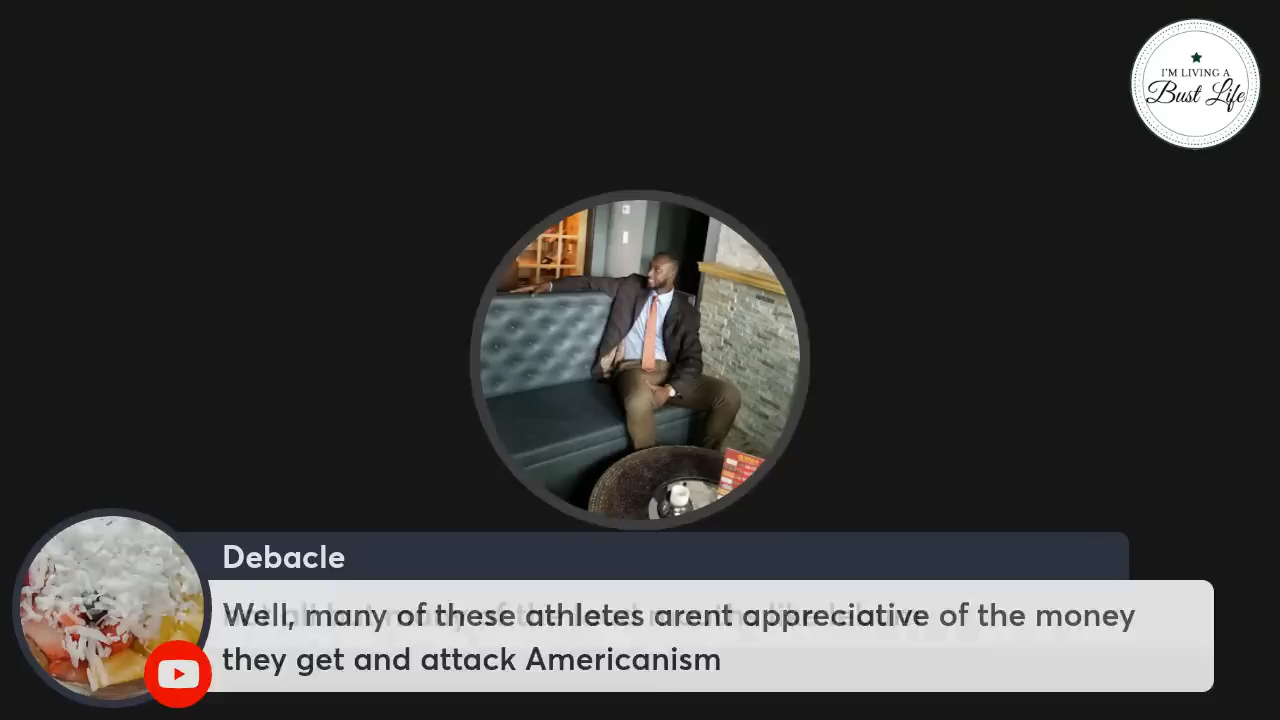 I'M LIVING A
Bust Life
Debacle
Well, many of these athletes arent appreciative of the money
they get and attack Americanism